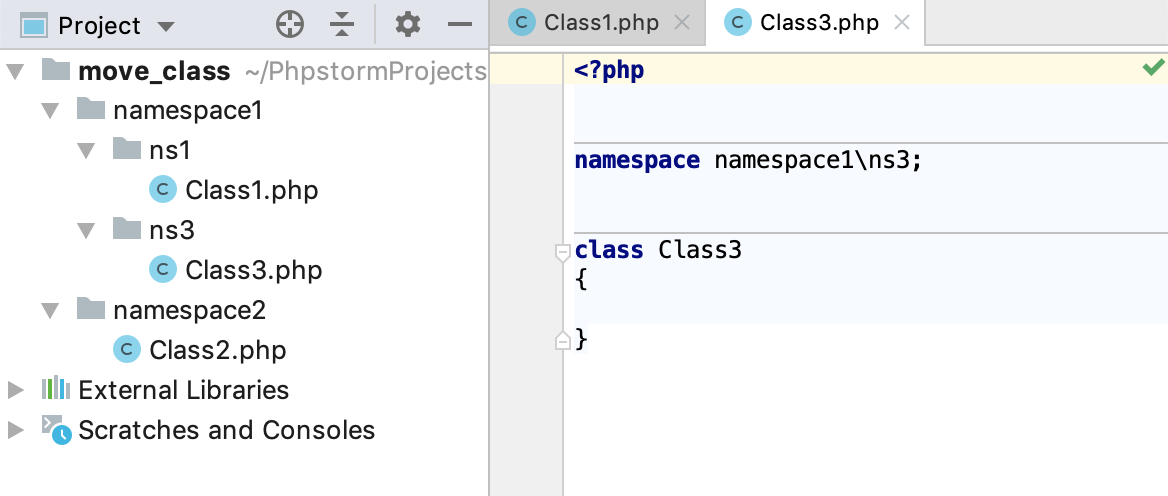 Project
move_class ~/PhpstormProjects
namespace1
ns1
C Class1.php
ns3
C Class3.php
namespace2
C Class2.php
External Libraries
Scratches and Consoles
C Class1.php
C Class3.php
<?php
namespace namespace1\ns3;
class Class3
{
}